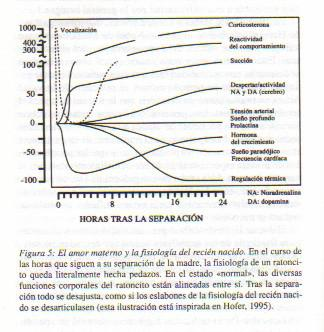 1000
400
300
100
50
0
-50
-100
Vocalización
Corticosterona
Reactividad
del comportamiento
Succión
Despertar/actividad
NA y DA (cerebro)
Tensión arterial
Sueño profundo
Prolactina
Hormona
del crecimiento
Sueño paradójico
Frecuencia cardíaca
Regulación térmica
0 8 16 24
NA: Noradrenalina
DA: dopamina
HORAS TRAS LA SEPARACIÓN
Figura 5: El amor materno y la fisiología del recién nacido. En el curso de
las horas que siguen a su separación de la madre, la fisiología de un ratonci-
to queda literalmente hecha pedazos. En el estado «normal», las diversas
funciones corporales del ratoncito están alineadas entre sí. Tras la separa-
ción todo se desajusta, como si los eslabones de la fisiología del recién naci-
do se desarticulasen (esta ilustración está inspirada en Hofer, 1995).